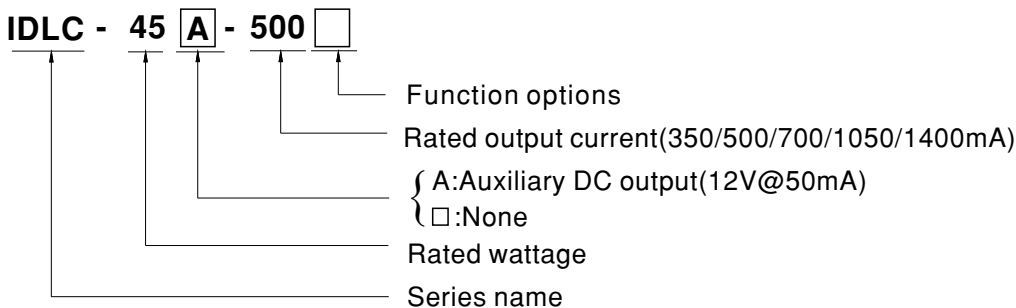 IDLC - 45 A - 500 □
Function options
Rated output current(350/500/700/1050/1400mA)
A:Auxiliary DC output(12V@50mA)
□:None
Rated wattage
Series name